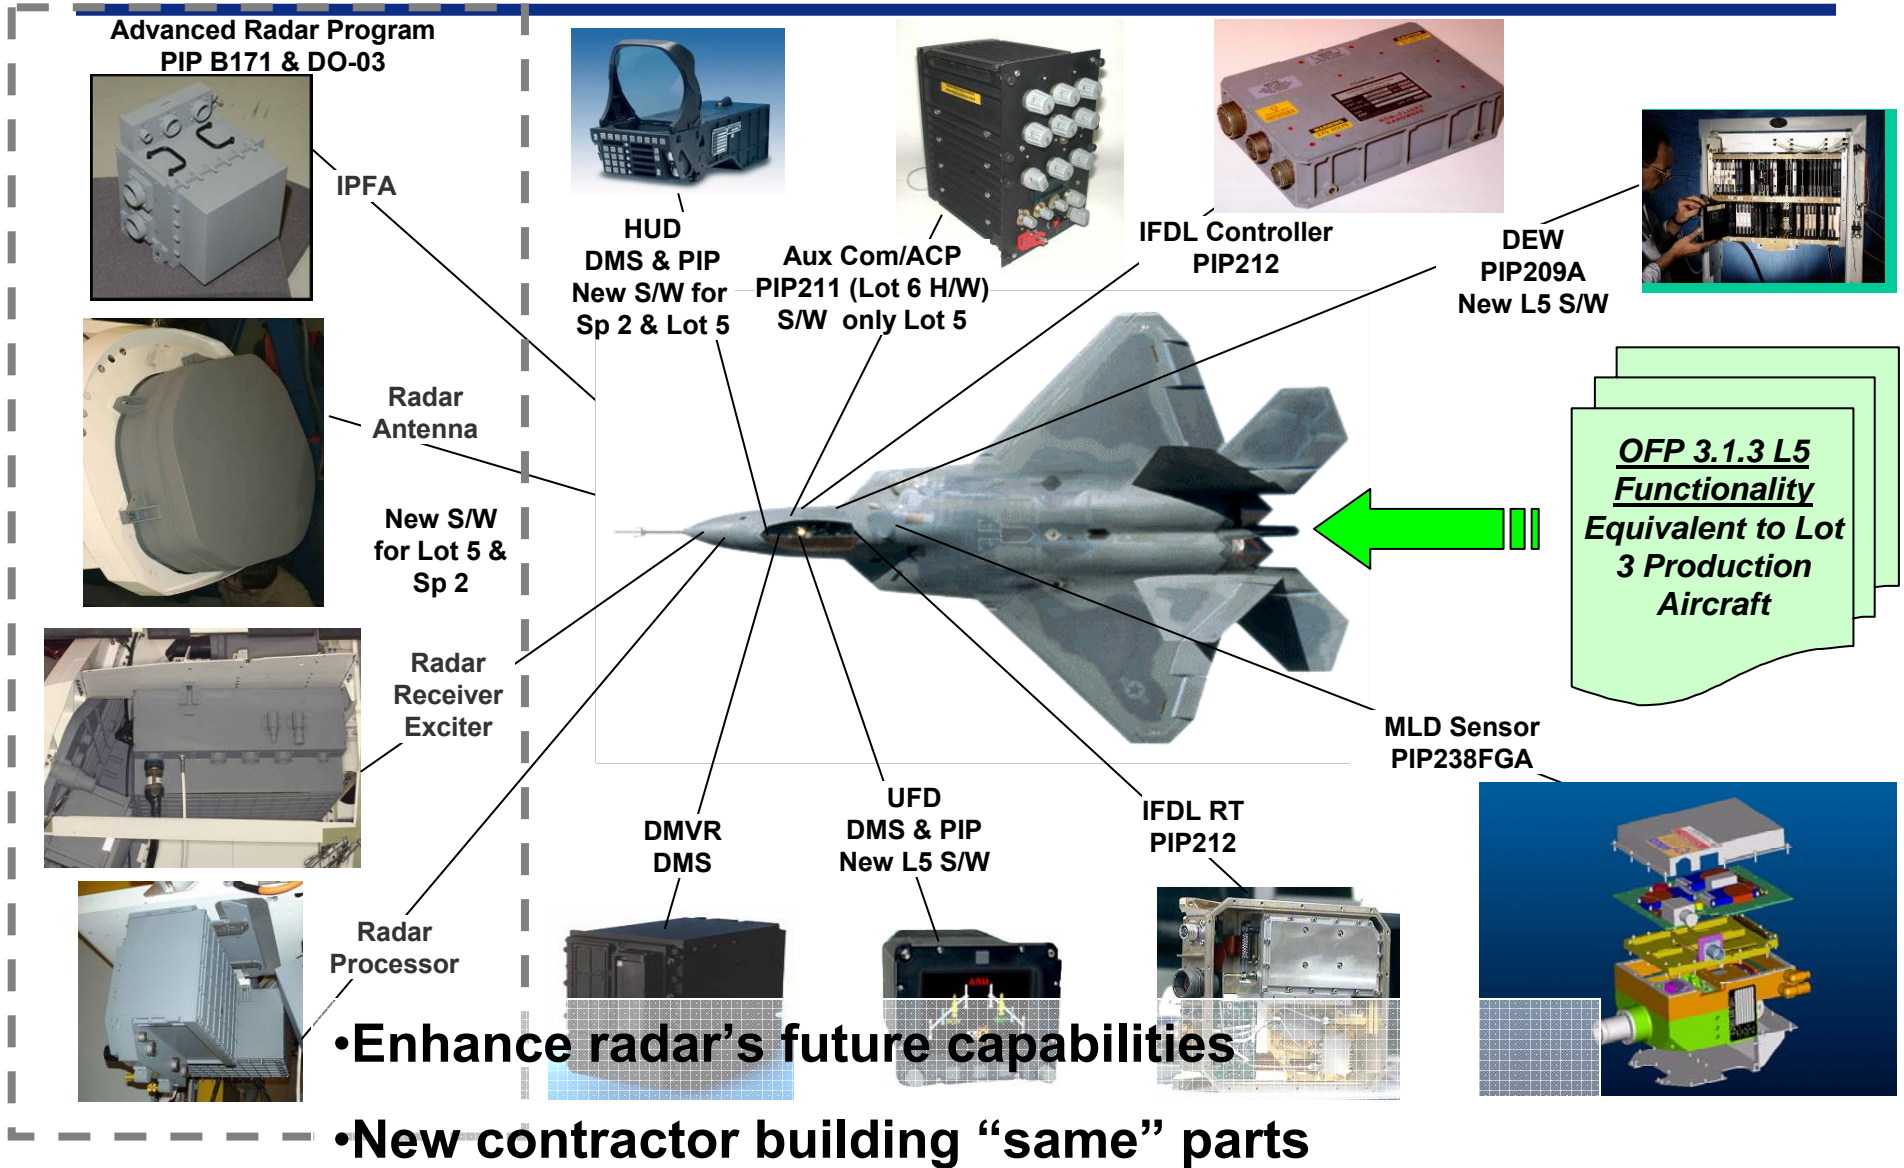 Advanced Radar Program
PIP B171 & DO-03
IPFA
Radar
Antenna
New S/W
for Lot 5 &
Sp 2
Radar
Receiver
Exciter
Radar
Processor
HUD
DMS & PIP
New S/W for
Sp 2 & Lot 5
Aux Com/ACP
PIP211 (Lot 6 H/W)
S/W only Lot 5
IFDL Controller
PIP212
DEW
PIP209A
New L5 S/W
OFP 3.1.3 L5
Functionality
Equivalent to Lot
3 Production
Aircraft
MLD Sensor
PIP238FGA
DMVR
DMS
UFD
DMS & PIP
New L5 S/W
IFDL RT
PIP212
•Enhance radar’s future capabilities
•New contractor building “same” parts